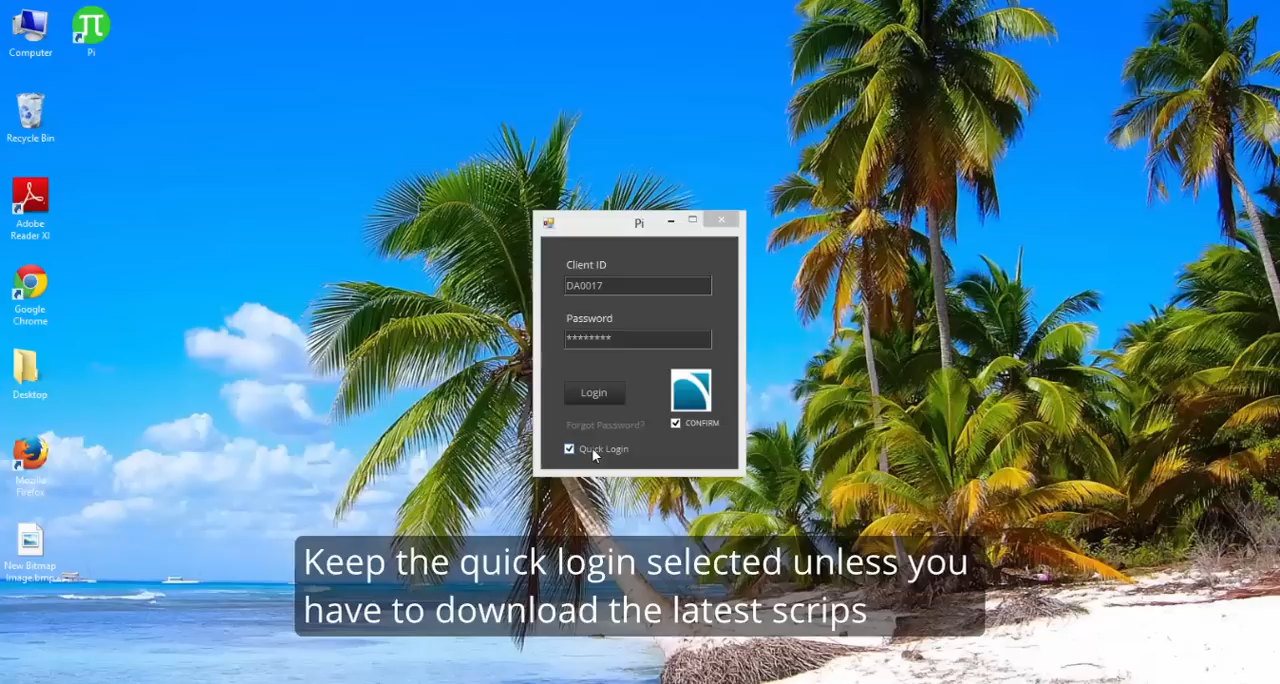 Computer
π
Pi
Recycle Bin
Adobe
Reader XI
Google
Chrome
Desktop
Mozilla
Firefox
New Bitmap
Image.bmp
Pi
Client ID
DA0017
Password
********
Login
CONFIRM
Forgot Password?
Quick Login
Keep the quick login selected unless you
have to download the latest scrips